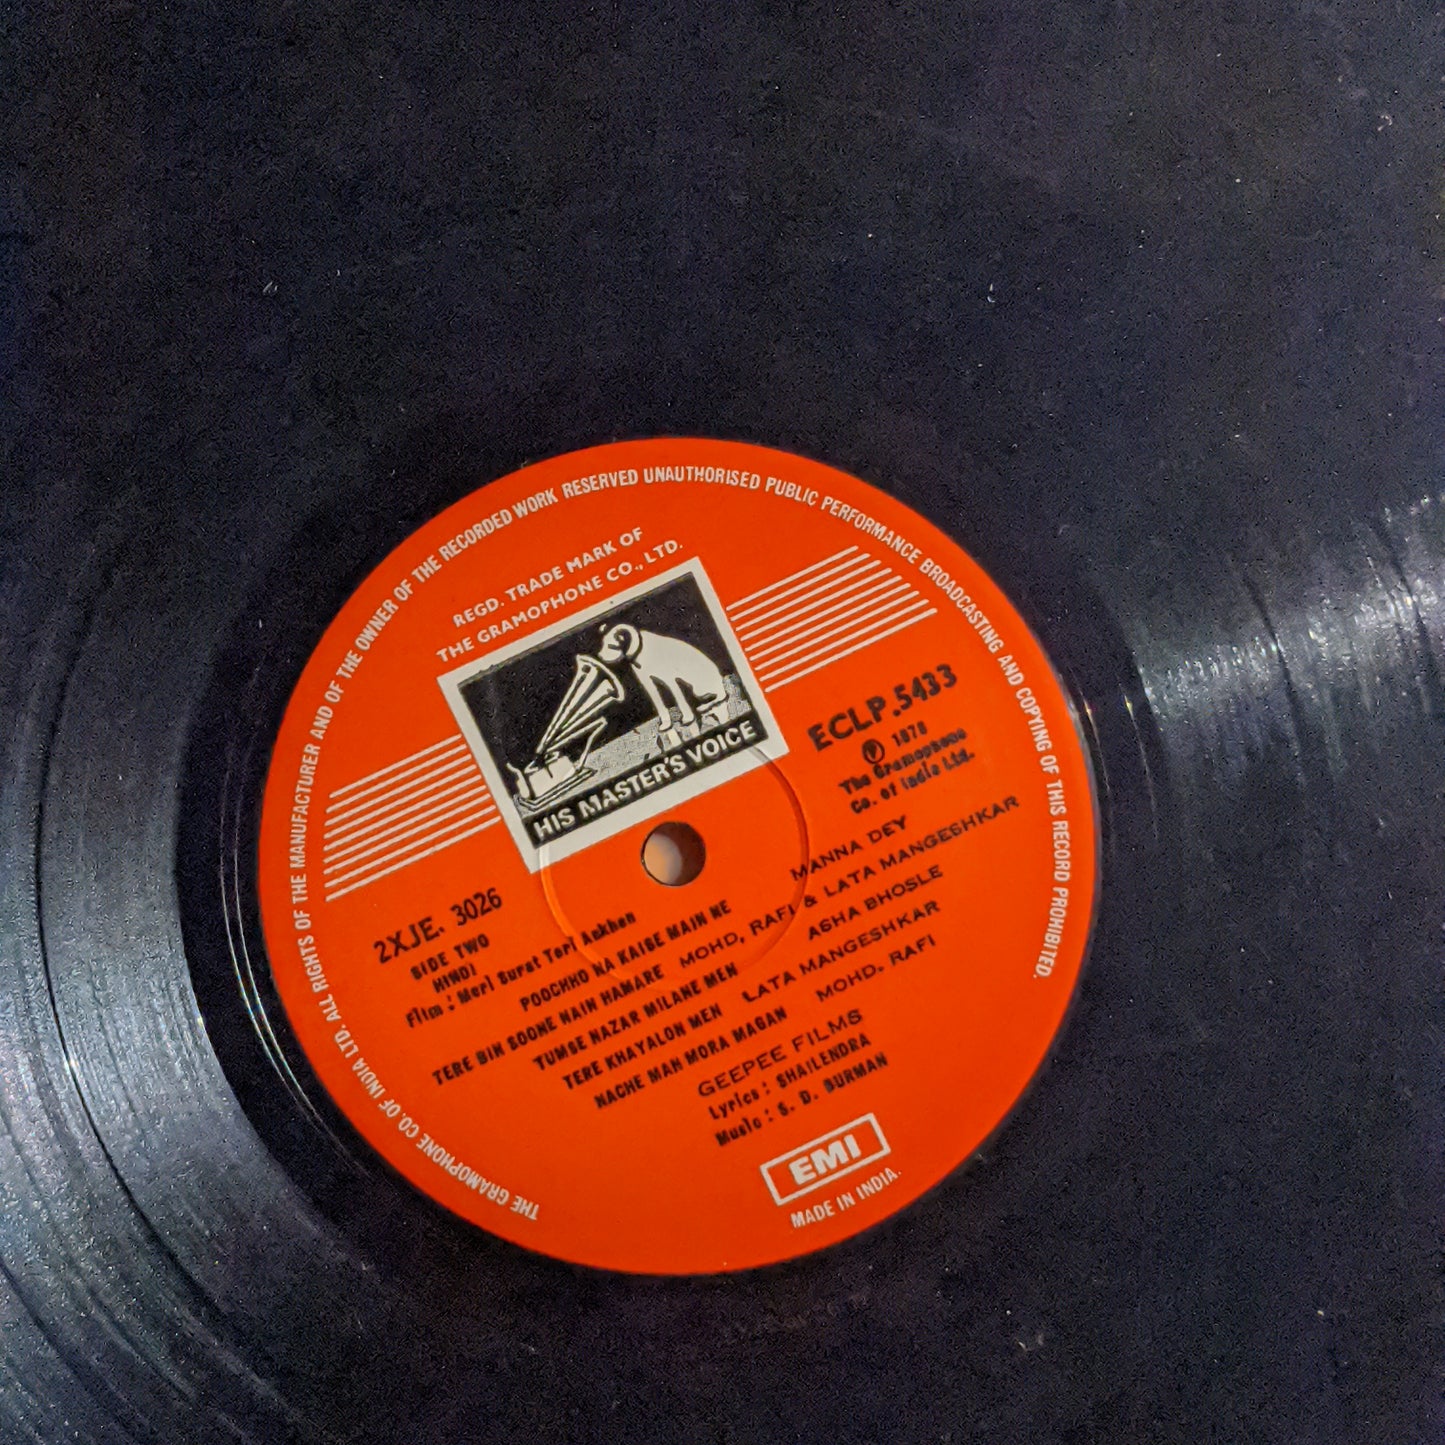 THE GRAMOPHONE CO. OF INDIA LTD. ALL RIGHTS OF THE MANUFACTURER AND OF THE OWNER OF THE RECORDED WORK RESERVED UNAUTHORISED PUBLIC PERFORMANCE BROADCASTING AND COPYING OF THIS RECORD PROHIBITED.
REGD. TRADE MARK OF
THE GRAMOPHONE CO., LTD.
HIS MASTER'S VOICE
ECLP.5433
Ⓟ 1978
The Gramophone
Co. of India Ltd.
2XJE. 3026
SIDE TWO
HINDI
Film : Meri Surat Teri Ankhen
POOCHHO NA KAISE MAIN NE MANNA DEY
TERE BIN SOONE NAIN HAMARE MOHD, RAFI & LATA MANGESHKAR
TUMSE NAZAR MILANE MEN ASHA BHOSLE
TERE KHAYALON MEN LATA MANGESHKAR
NACHE MAN MORA MAGAN MOHD. RAFI
GEEPEE FILMS
Lyrics : SHAILENDRA
Music : S. D. BURMAN
EMI
MADE IN INDIA.